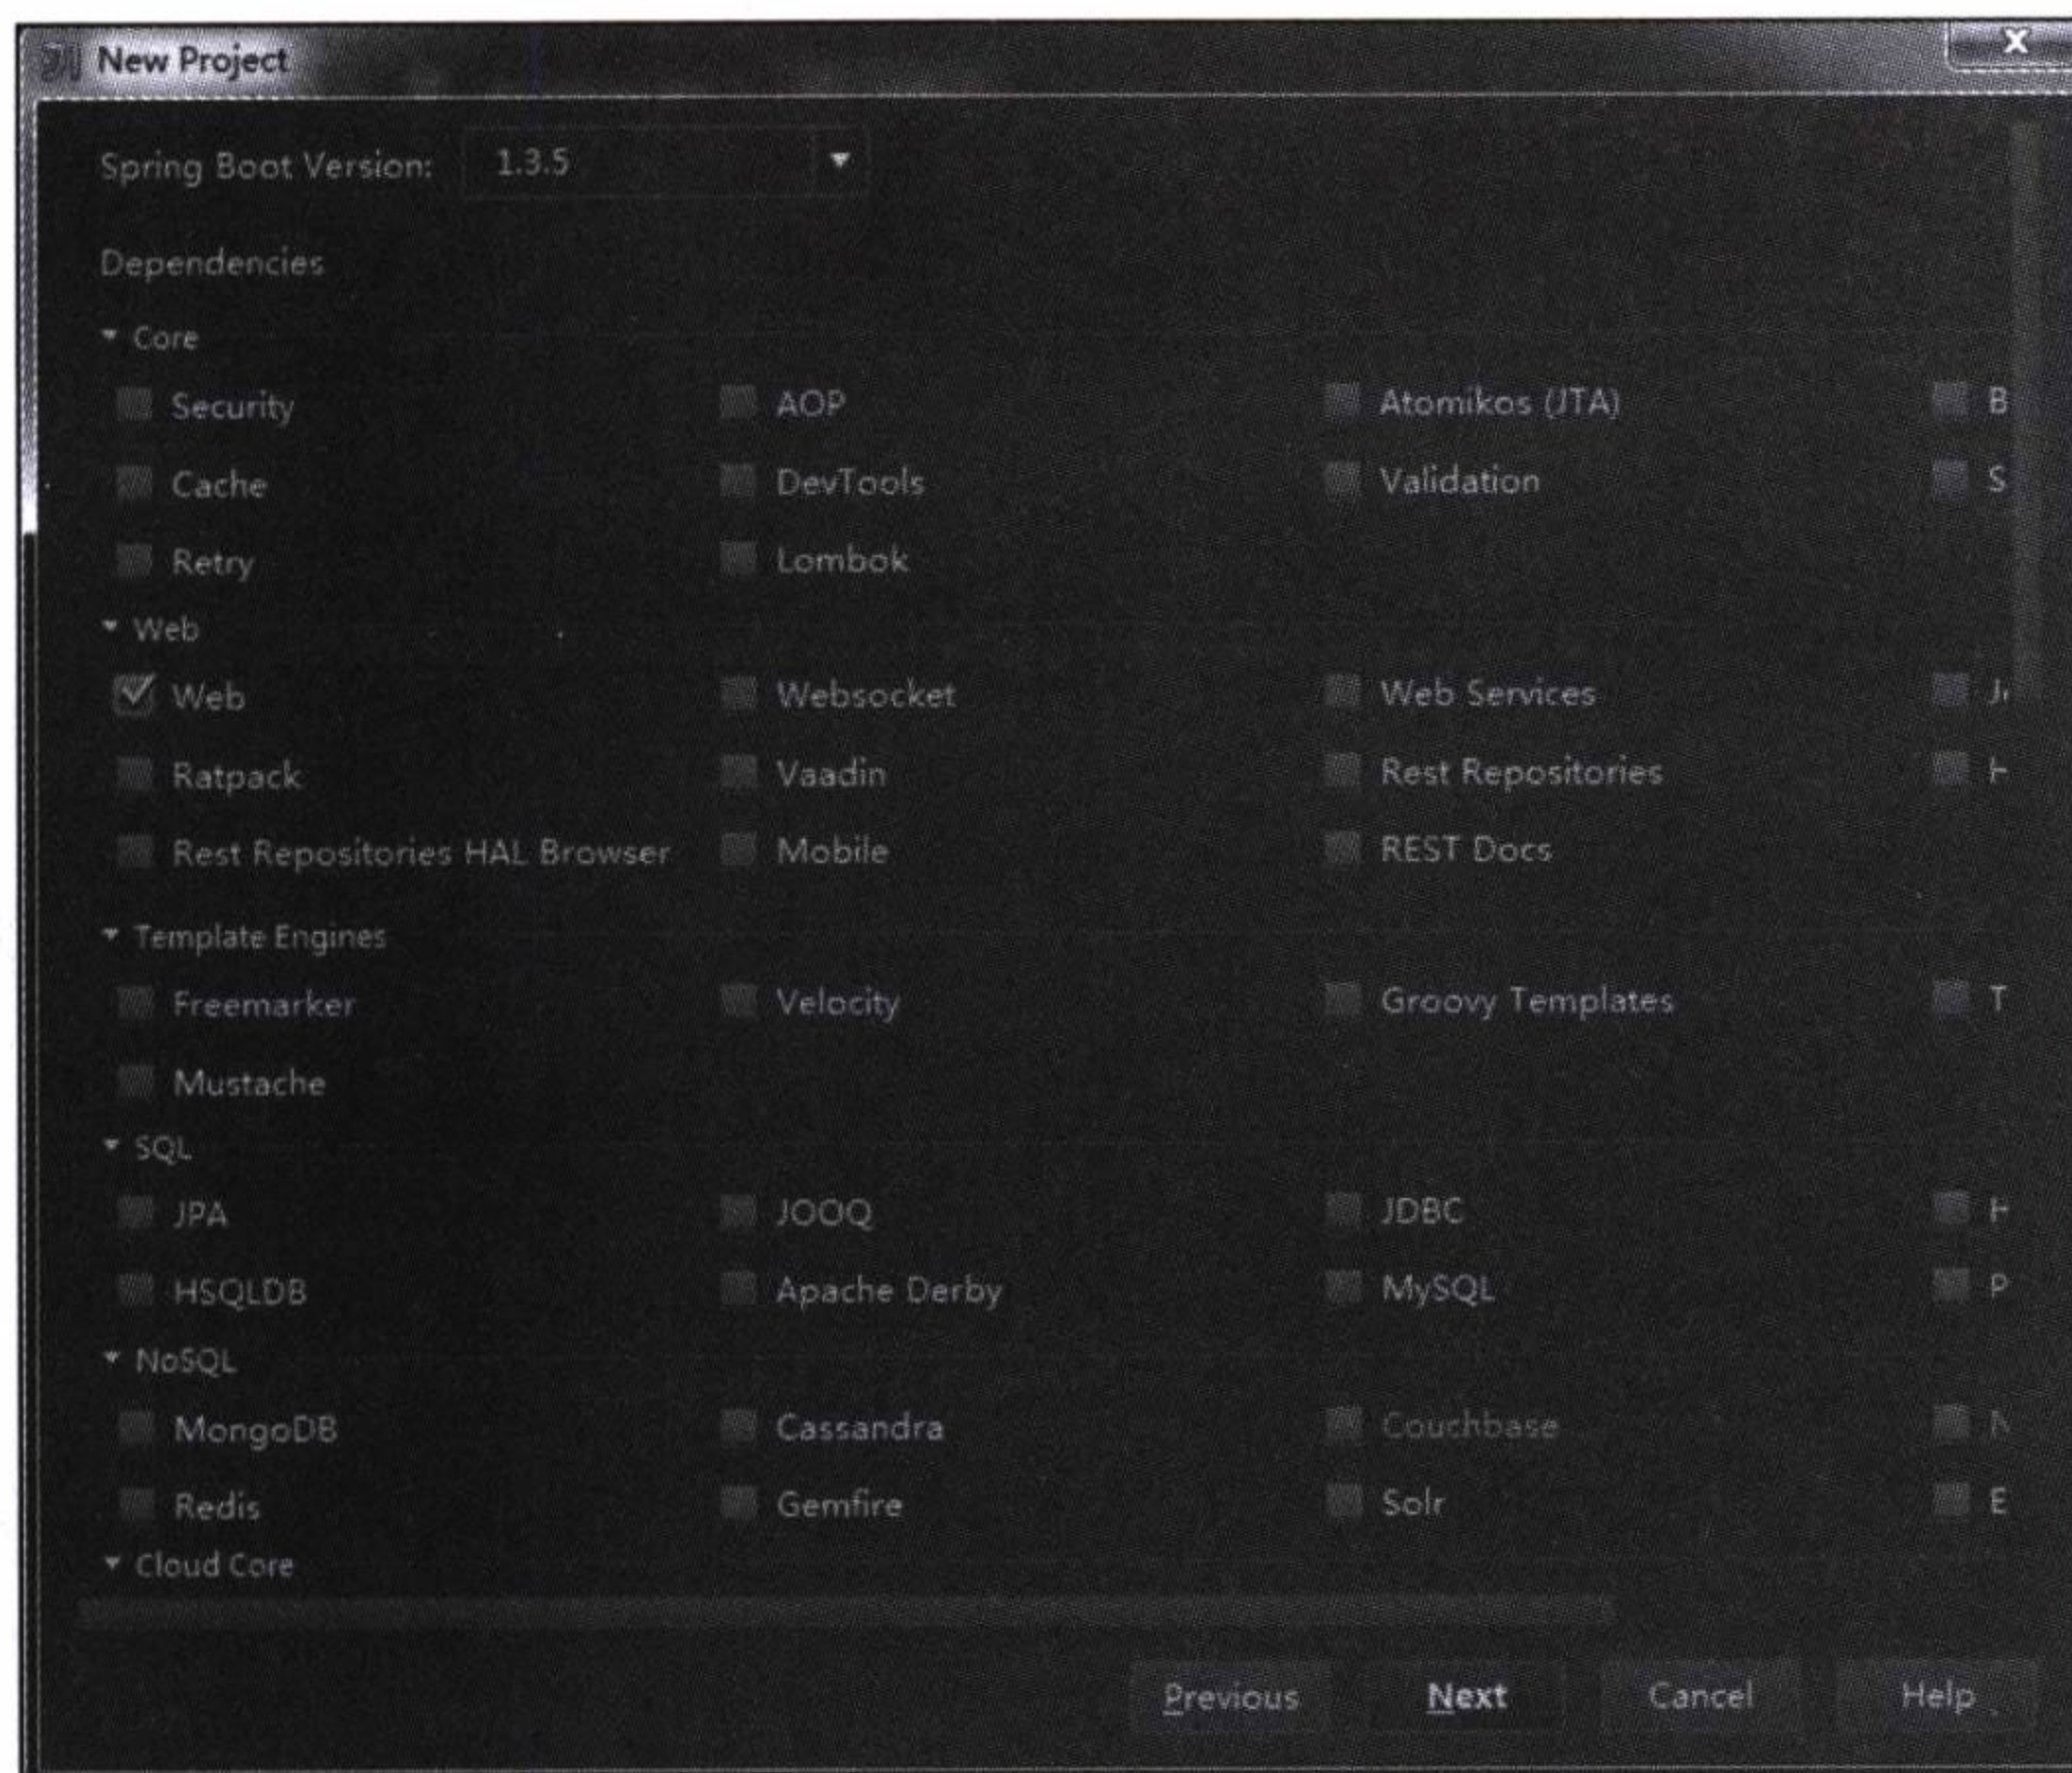 New Project
Spring Boot Version: 1.3.5
Dependencies
Core
Security AOP Atomikos (JTA) B
Cache DevTools Validation S
Retry Lombok
Web
Web Websocket Web Services
Ratpack Vaadin Rest Repositories
Rest Repositories HAL Browser Mobile REST Docs
Template Engines
Freemarker Velocity Groovy Templates T
Mustache
SQL
JPA JOOQ JDBC
HSQLDB Apache Derby MySQL P
NoSQL
MongoDB Cassandra Couchbase
Redis Gemfire Solr E
Cloud Core
Previous Next Cancel Help